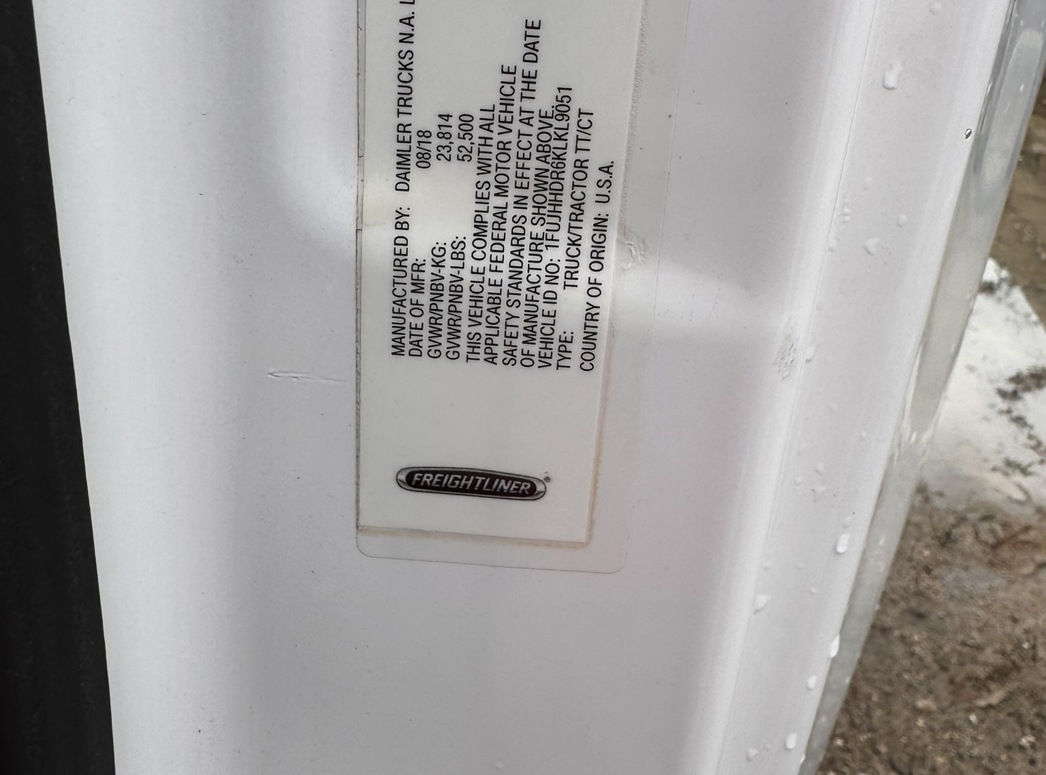 MANUFACTURED BY: DAIMLER TRUCKS N.A. L
DATE OF MFR: 08/18
GVWR/PNBV-KG: 23,814
GVWR/PNBV-LBS: 52,500
THIS VEHICLE COMPLIES WITH ALL
APPLICABLE FEDERAL MOTOR VEHICLE
SAFETY STANDARDS IN EFFECT AT THE DATE
OF MANUFACTURE SHOWN ABOVE.
VEHICLE ID NO: 1FUJHHDR6KLKL9051
TYPE: TRUCK/TRACTOR TT/CT
COUNTRY OF ORIGIN: U.S.A.
FREIGHTLINER